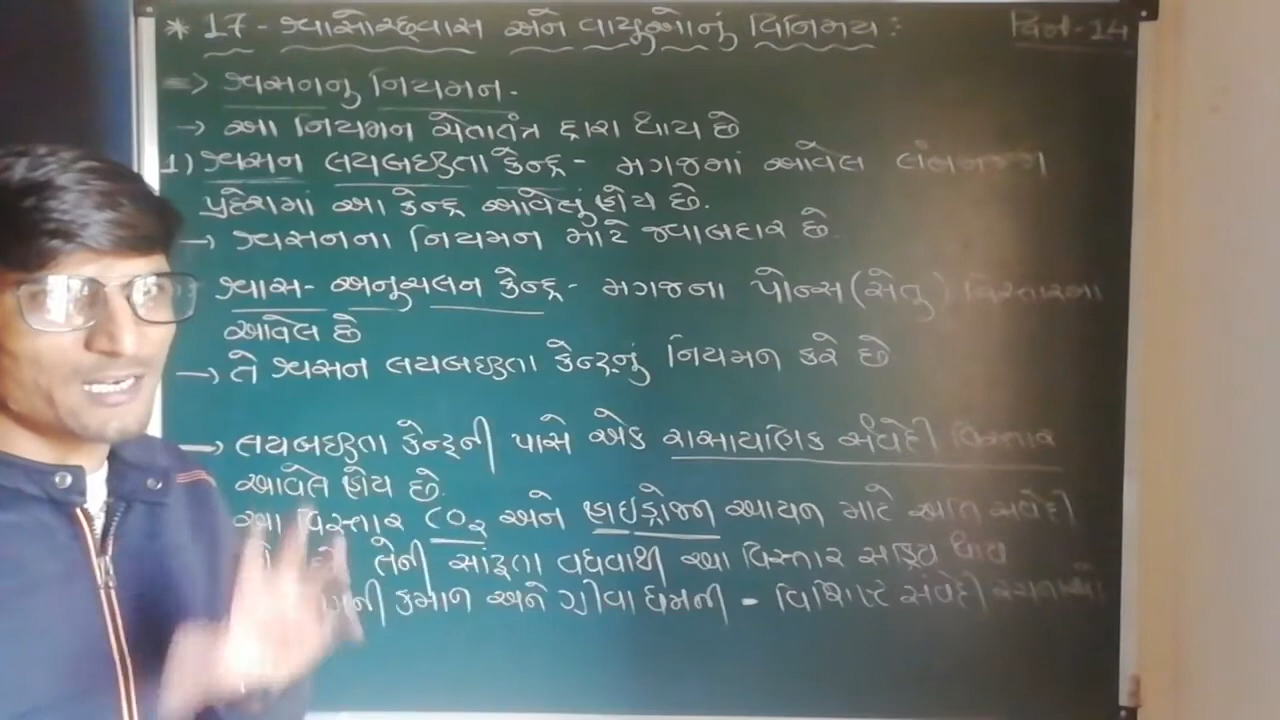 * 17 - શ્વાસોચ્છવાસ અને વાયુઓનું વિનિમય :
=> શ્વસનનુ નિયમન -
→ આ નિયમન ચેતાતંત્ર દ્વારા થાય છે
1) શ્વસન લયબદ્ધતા કેન્દ્ર - મગજમાં આવેલ
પ્રદેશમાં આ કેન્દ્ર આવેલું હોય છે.
→ શ્વસનના નિયમન માટે જવાબદાર છે.
શ્વાસ - અનુચલન કેન્દ્ર - મગજના પોન્સ (સેતુ) વિસ્તારમાં
આવેલ છે
→ તે શ્વસન લયબદ્ધતા કેન્દ્રનું નિયમન કરે છે
→ લયબદ્ધતા કેન્દ્રની પાસે એક રાસાયણિક સંવેદી વિસ્તાર
આવેલ હોય છે.
આ વિસ્તાર CO2 અને હાઇડ્રોજન આયન માટે અતિ સંવેદી
તેની સાંદ્રતા વધવાથી આ વિસ્તાર સક્રિય થાય
કમાન અને ગ્રીવા ધમની - વિશિષ્ટ સંવેદી